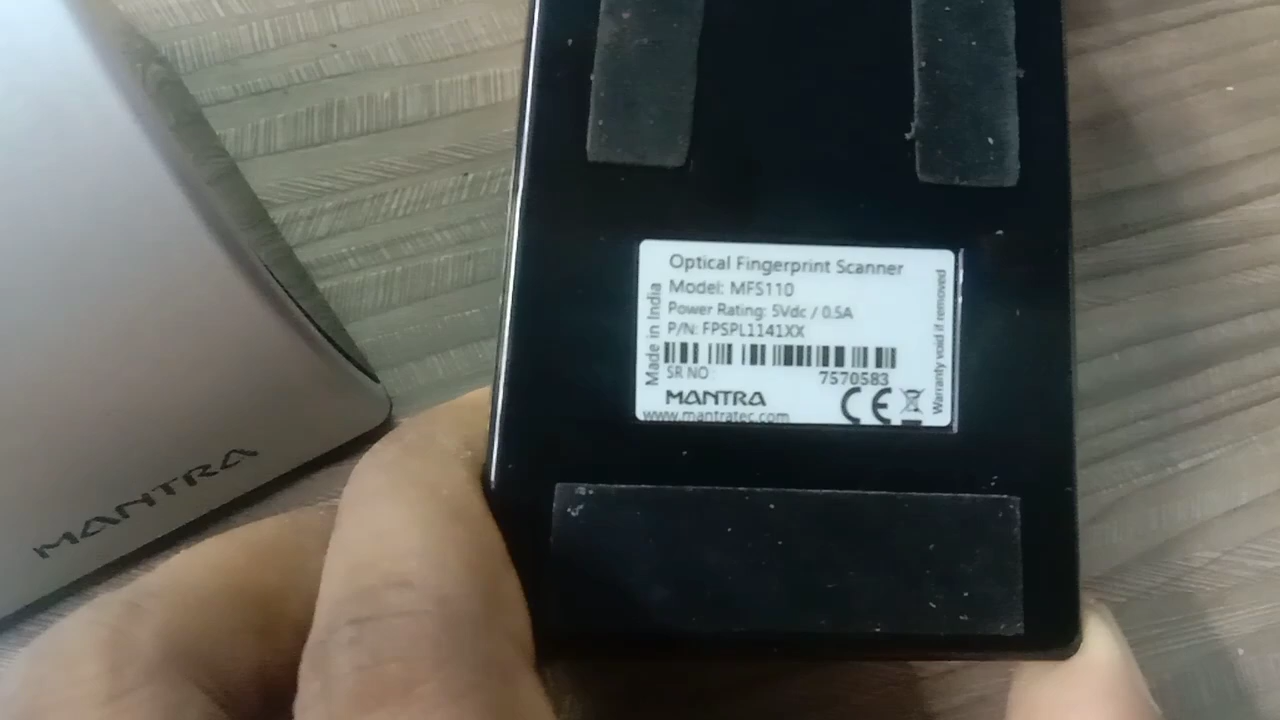 Optical Fingerprint Scanner
Model: MFS110
Power Rating: 5Vdc / 0.5A
P/N: FPSPL1141XX
SR NO :
7570583
MANTRA
www.mantratec.com
CE
Made in India
Warranty void if removed
MANTRA